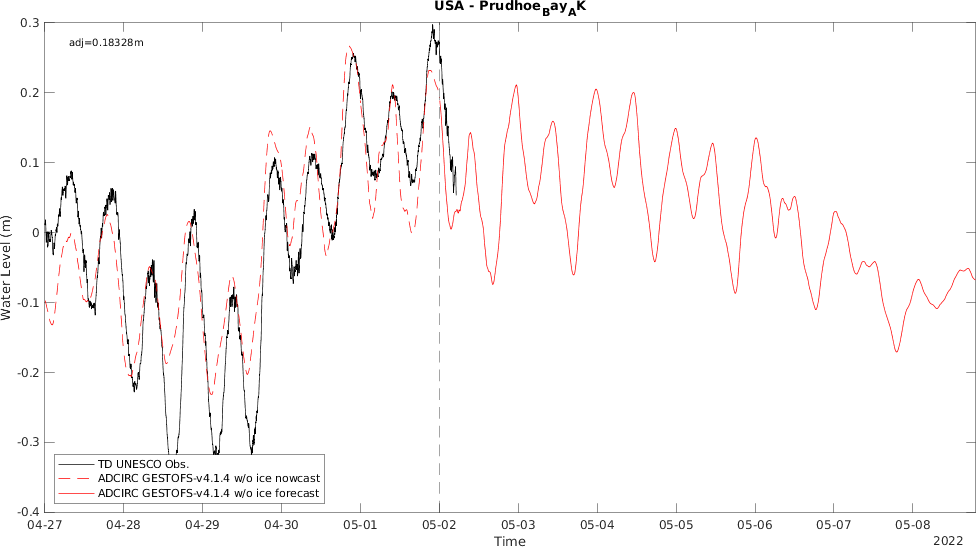 USA - PrudhoeBayAK
adj=0.18328m
0.3
0.2
0.1
0
-0.1
-0.2
-0.3
-0.4
Water Level (m)
TD UNESCO Obs.
ADCIRC GESTOFS-v4.1.4 w/o ice nowcast
ADCIRC GESTOFS-v4.1.4 w/o ice forecast
04-27 04-28 04-29 04-30 05-01 05-02 05-03 05-04 05-05 05-06 05-07 05-08
Time
2022